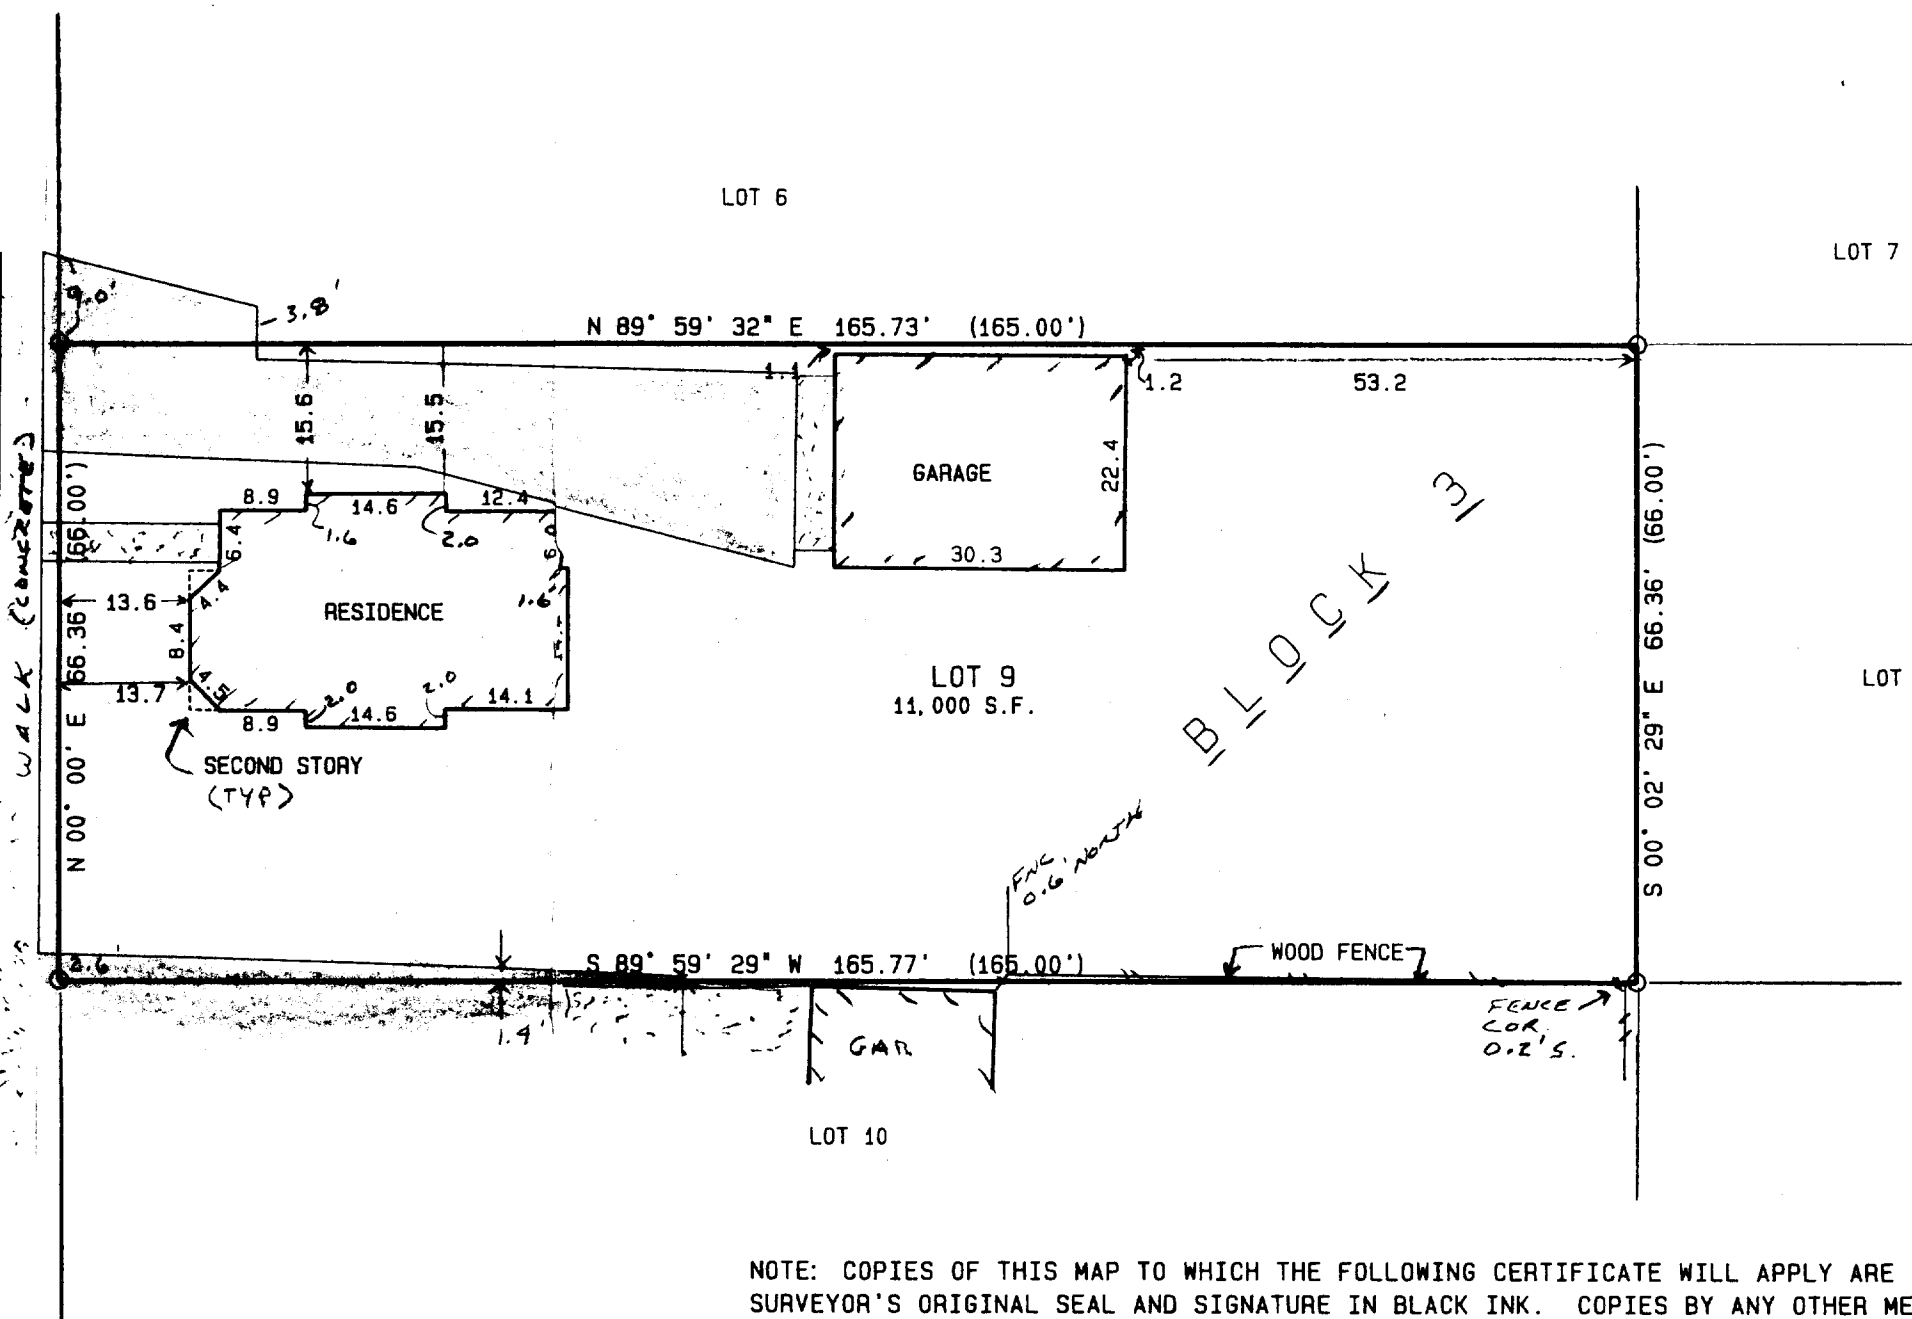 LOT 6
LOT 7
9.0'
3.8'
N 89° 59' 32" E 165.73' (165.00')
1.1
1.2
53.2
15.6
15.5
GARAGE
22.4
30.3
8.9
14.6
12.4
1.6
2.0
6.4
6.0
4.4
13.6
RESIDENCE
1.6
8.4
13.7
4.5
8.9
2.0
14.6
2.0
14.1
SECOND STORY
(TYP)
WALK (CONCRETE)
N 00° 00' E 66.36' (66.00')
LOT 9
11,000 S.F.
BLOCK 3
S 00° 02' 29" E 66.36' (66.00')
LOT
FNC.
0.6 NORTH
2.6
S 89° 59' 29" W 165.77' (165.00')
WOOD FENCE
1.4'
GAR
FENCE
COR.
0.2'S.
LOT 10
NOTE: COPIES OF THIS MAP TO WHICH THE FOLLOWING CERTIFICATE WILL APPLY ARE
SURVEYOR'S ORIGINAL SEAL AND SIGNATURE IN BLACK INK. COPIES BY ANY OTHER ME